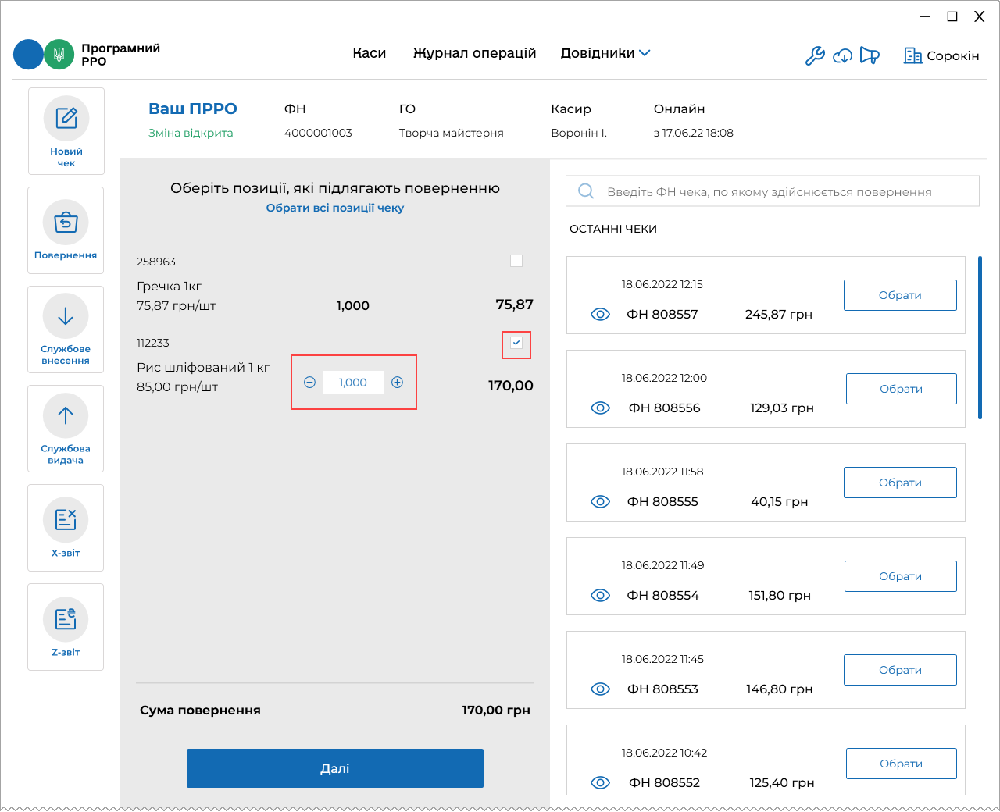 Програмний
РРО
Каси
Журнал операцій
Довідники
Сорокін
Новий
чек
Повернення
Службове
внесення
Службова
видача
X-звіт
Z-звіт
Ваш ПРРО
Зміна відкрита
ФН
4000001003
ГО
Творча майстерня
Касир
Воронін І.
Онлайн
з 17.06.22 18:08
Оберіть позиції, які підлягають поверненню
Обрати всі позиції чеку
258963
Гречка 1кг
75,87 грн/шт 1,000 75,87
112233
Рис шліфований 1 кг
85,00 грн/шт 1,000 170,00
Сума повернення 170,00 грн
Далі
Введіть ФН чека, по якому здійснюється повернення
ОСТАННІ ЧЕКИ
18.06.2022 12:15
ФН 808557 245,87 грн Обрати
18.06.2022 12:00
ФН 808556 129,03 грн Обрати
18.06.2022 11:58
ФН 808555 40,15 грн Обрати
18.06.2022 11:49
ФН 808554 151,80 грн Обрати
18.06.2022 11:45
ФН 808553 146,80 грн Обрати
18.06.2022 10:42
ФН 808552 125,40 грн Обрати